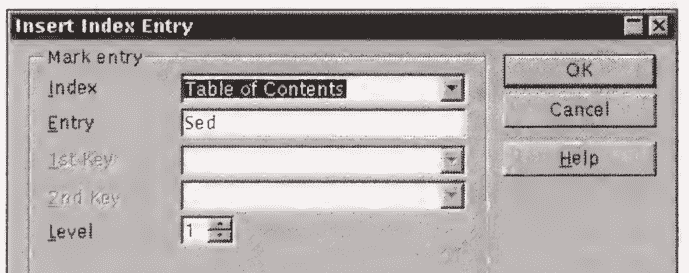 Insert Index Entry
Mark entry
Index Table of Contents
Entry Sed
1st Key
2nd Key
Level 1
OK
Cancel
Help